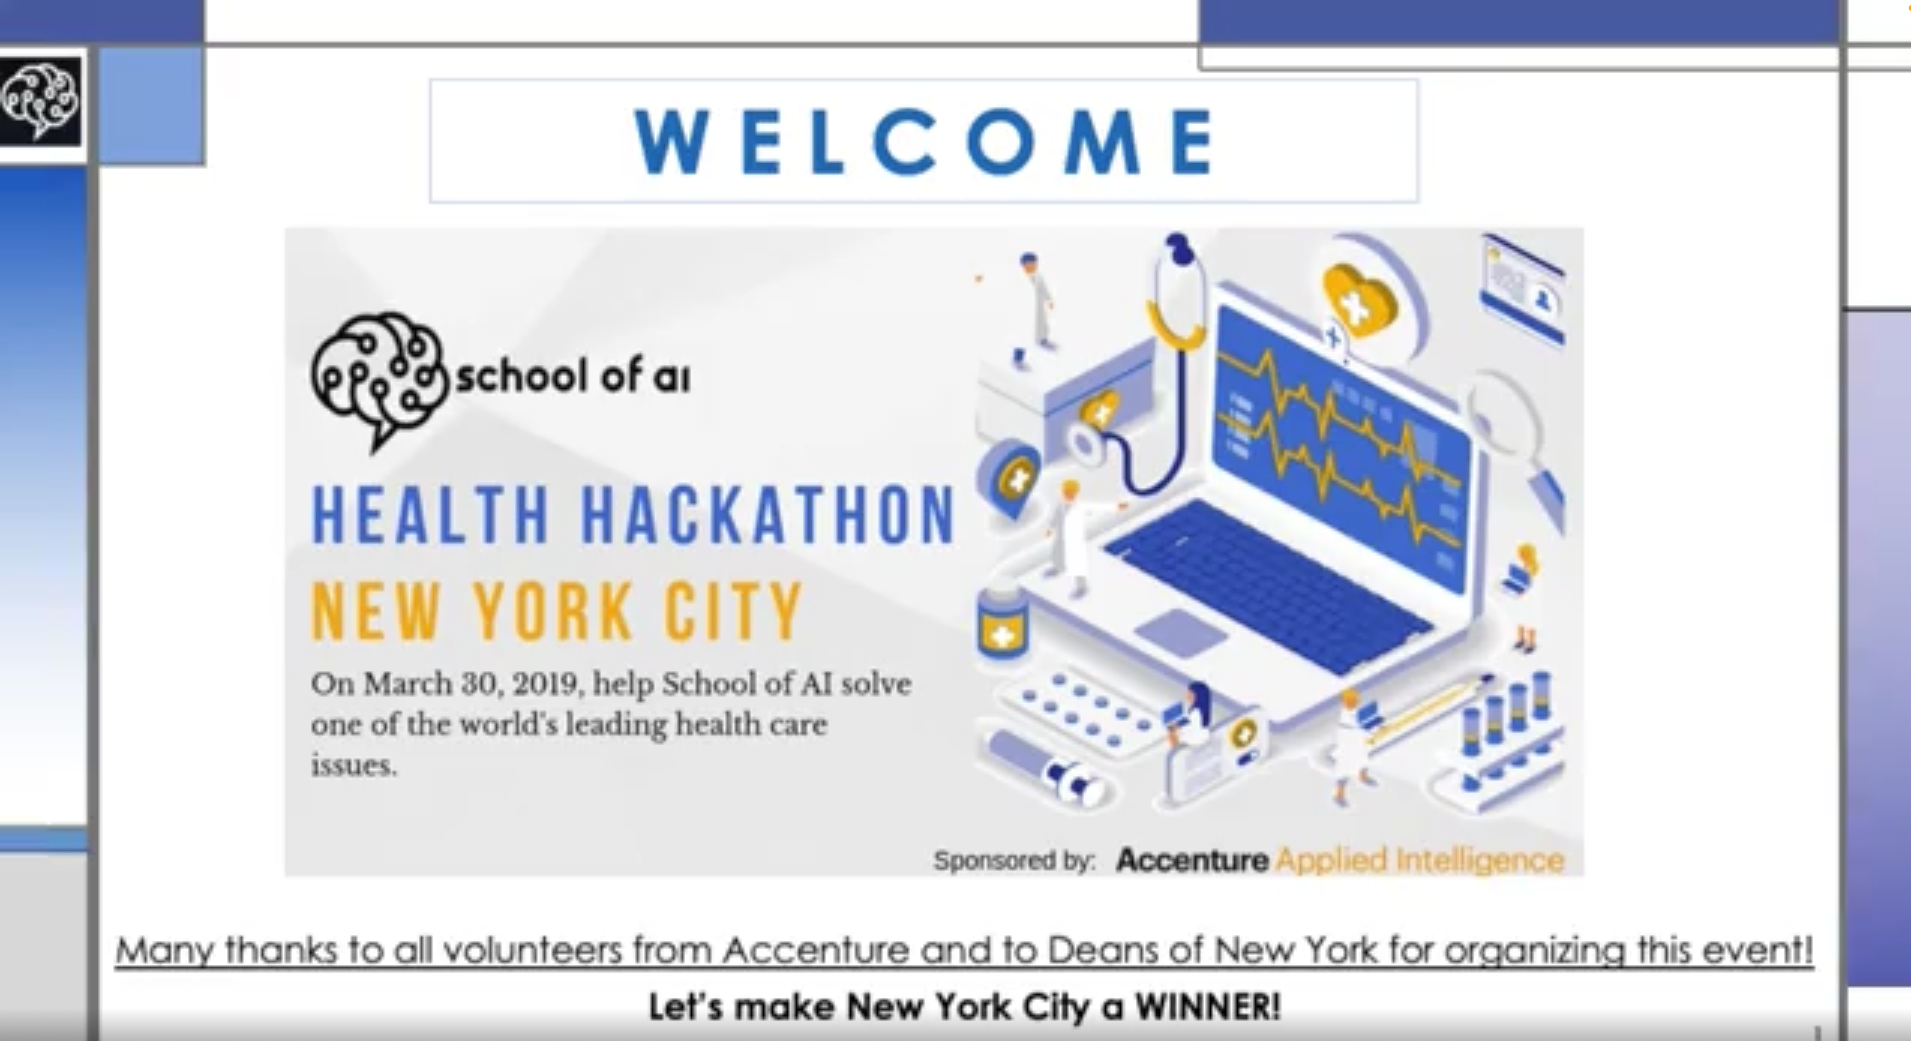 WELCOME
school of ai
HEALTH HACKATHON
NEW YORK CITY
On March 30, 2019, help School of AI solve
one of the world's leading health care
issues.
Sponsored by: Accenture Applied Intelligence
Many thanks to all volunteers from Accenture and to Deans of New York for organizing this event!
Let's make New York City a WINNER!